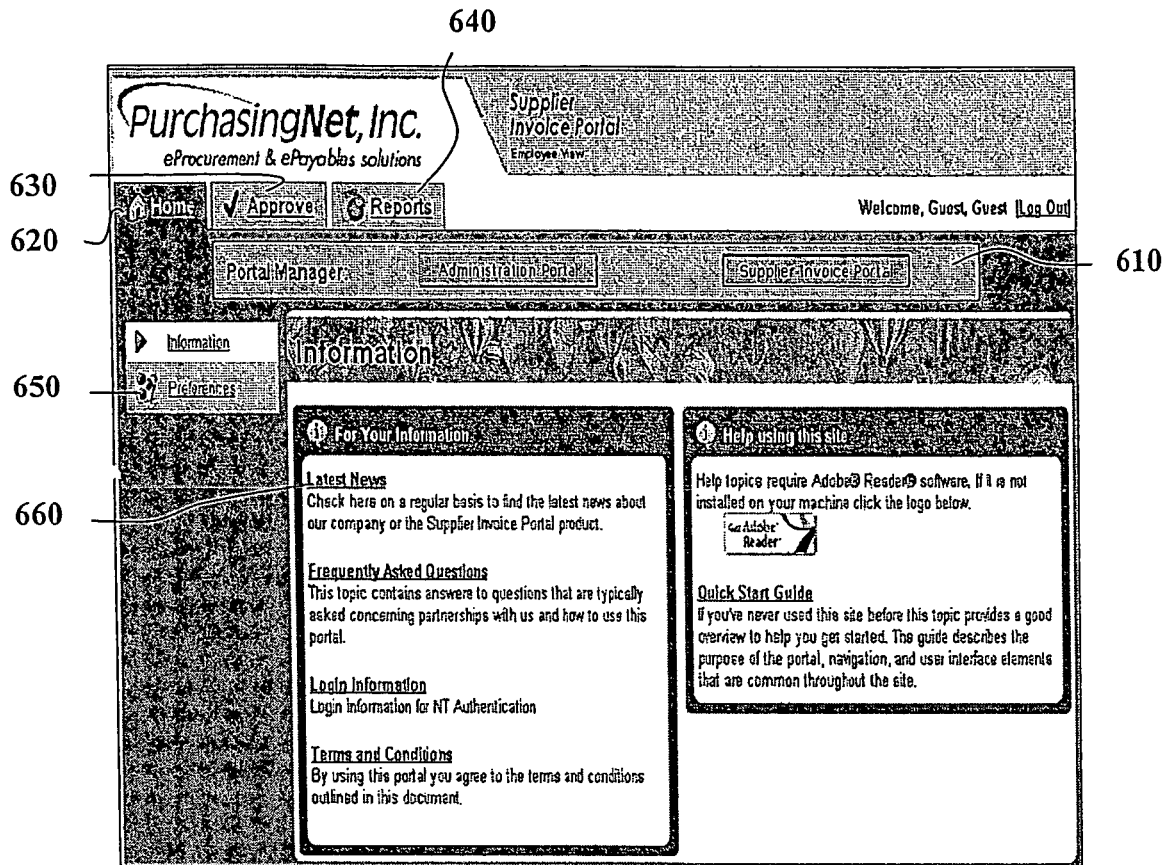 640
PurchasingNet, Inc.
eProcurement & ePayables solutions
Supplier
Invoice Portal
Employee View
630
620
Home
Approve
Reports
Welcome, Guest, Guest [Log Out]
Portal Manager
Administration Portal
Supplier Invoice Portal
610
Information
Preferences
650
Information
For Your Information
Latest News
Check here on a regular basis to find the latest news about
our company or the Supplier Invoice Portal product.
660
Frequently Asked Questions
This topic contains answers to questions that are typically
asked concerning partnerships with us and how to use this
portal.
Login Information
Login Information for NT Authentication
Terms and Conditions
By using this portal you agree to the terms and conditions
outlined in this document.
Help using this site
Help topics require Adobe® Reader® software. If it is not
installed on your machine click the logo below.
Get Adobe®
Reader®
Quick Start Guide
If you've never used this site before this topic provides a good
overview to help you get started. The guide describes the
purpose of the portal, navigation, and user interface elements
that are common throughout the site.